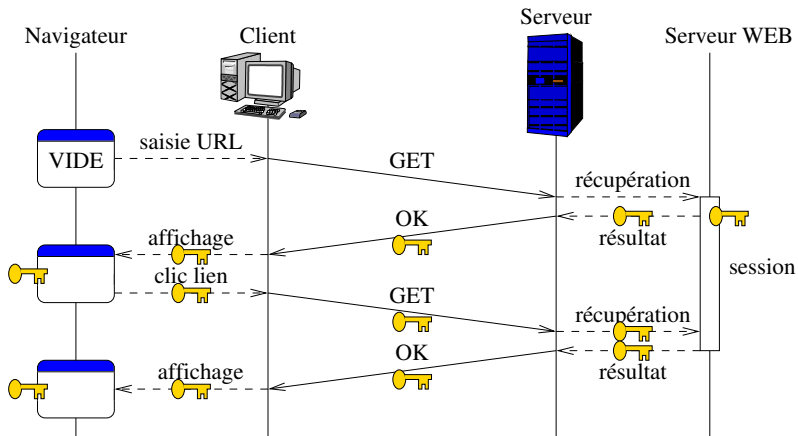 Navigateur
Client
Serveur
Serveur WEB
VIDE
saisie URL
GET
récupération
OK
résultat
affichage
session
clic lien
GET
récupération
OK
résultat
affichage